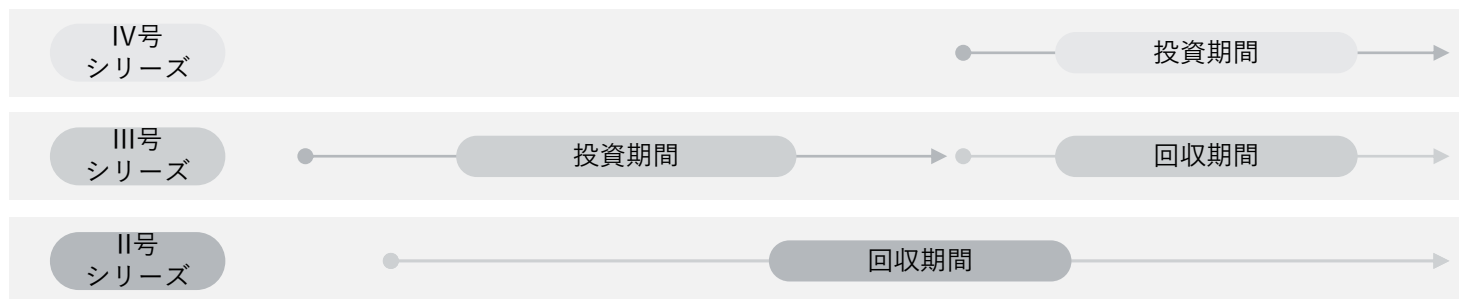 IV号
シリーズ
投資期間
III号
シリーズ
投資期間
回収期間
II号
シリーズ
回収期間